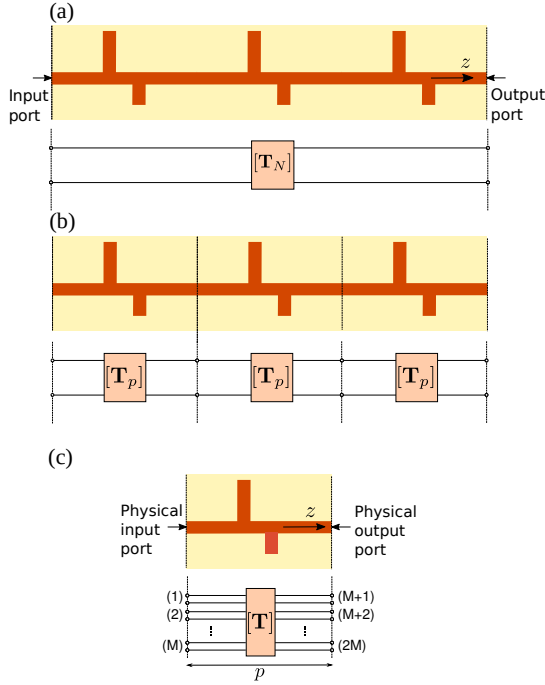 (a)
z
Input port
Output port
[T_N]
(b)
[T_p] [T_p] [T_p]
(c)
Physical input port
z
Physical output port
(1) (M+1)
(2) (M+2)
[T]
(M) (2M)
p